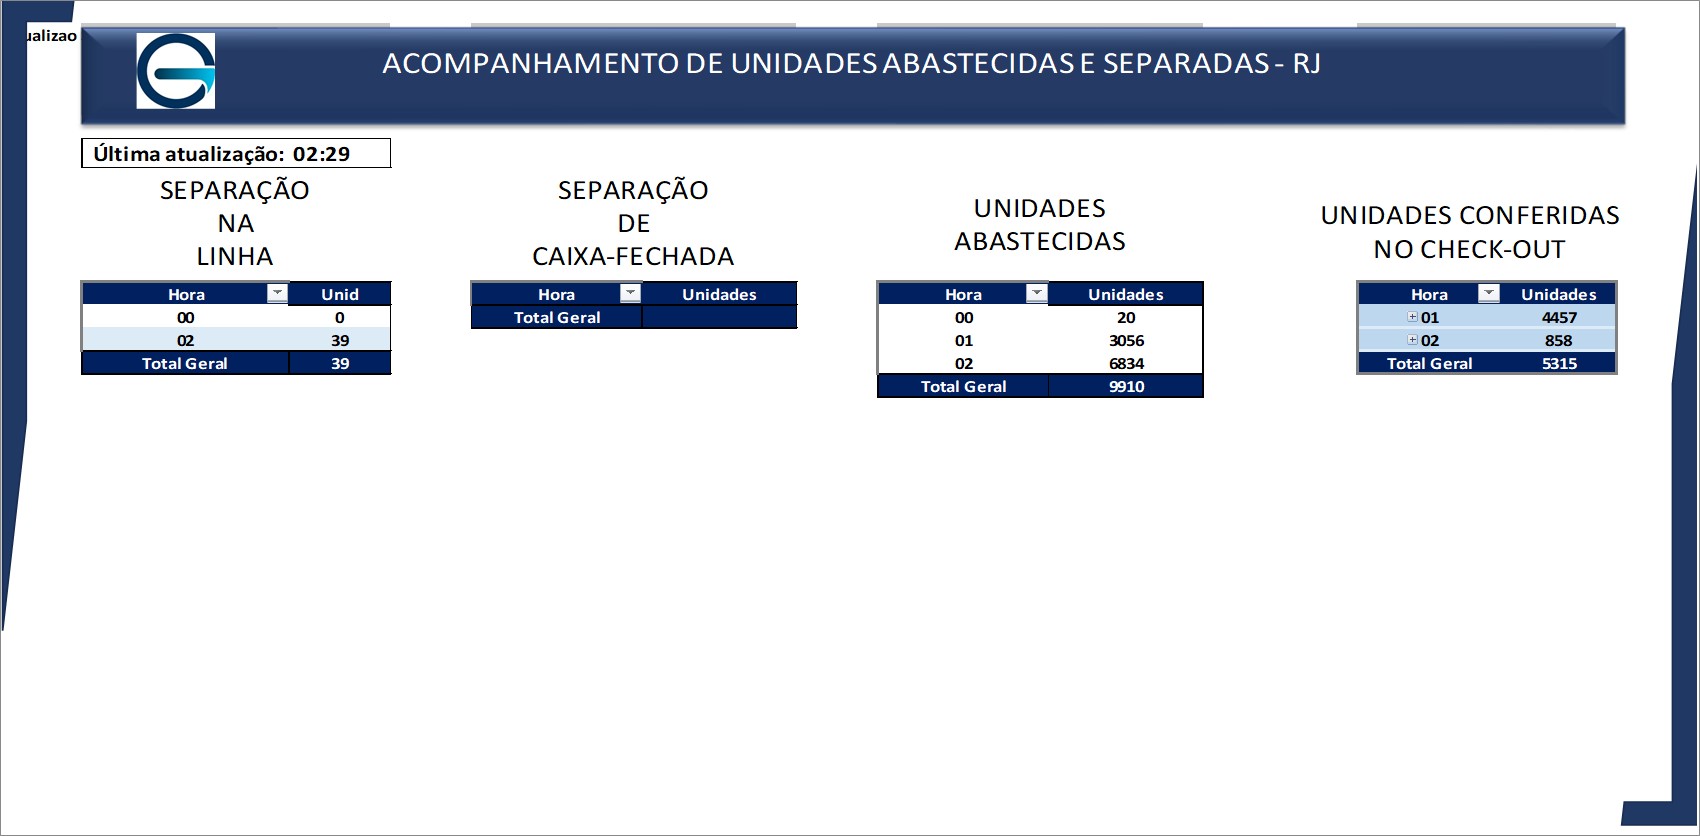 ualizao
ACOMPANHAMENTO DE UNIDADES ABASTECIDAS E SEPARADAS - RJ
Última atualização: 02:29
SEPARAÇÃO
NA
LINHA
Hora Unid
00 0
02 39
Total Geral 39
SEPARAÇÃO
DE
CAIXA-FECHADA
Hora Unidades
Total Geral
UNIDADES
ABASTECIDAS
Hora Unidades
00 20
01 3056
02 6834
Total Geral 9910
UNIDADES CONFERIDAS
NO CHECK-OUT
Hora Unidades
01 4457
02 858
Total Geral 5315